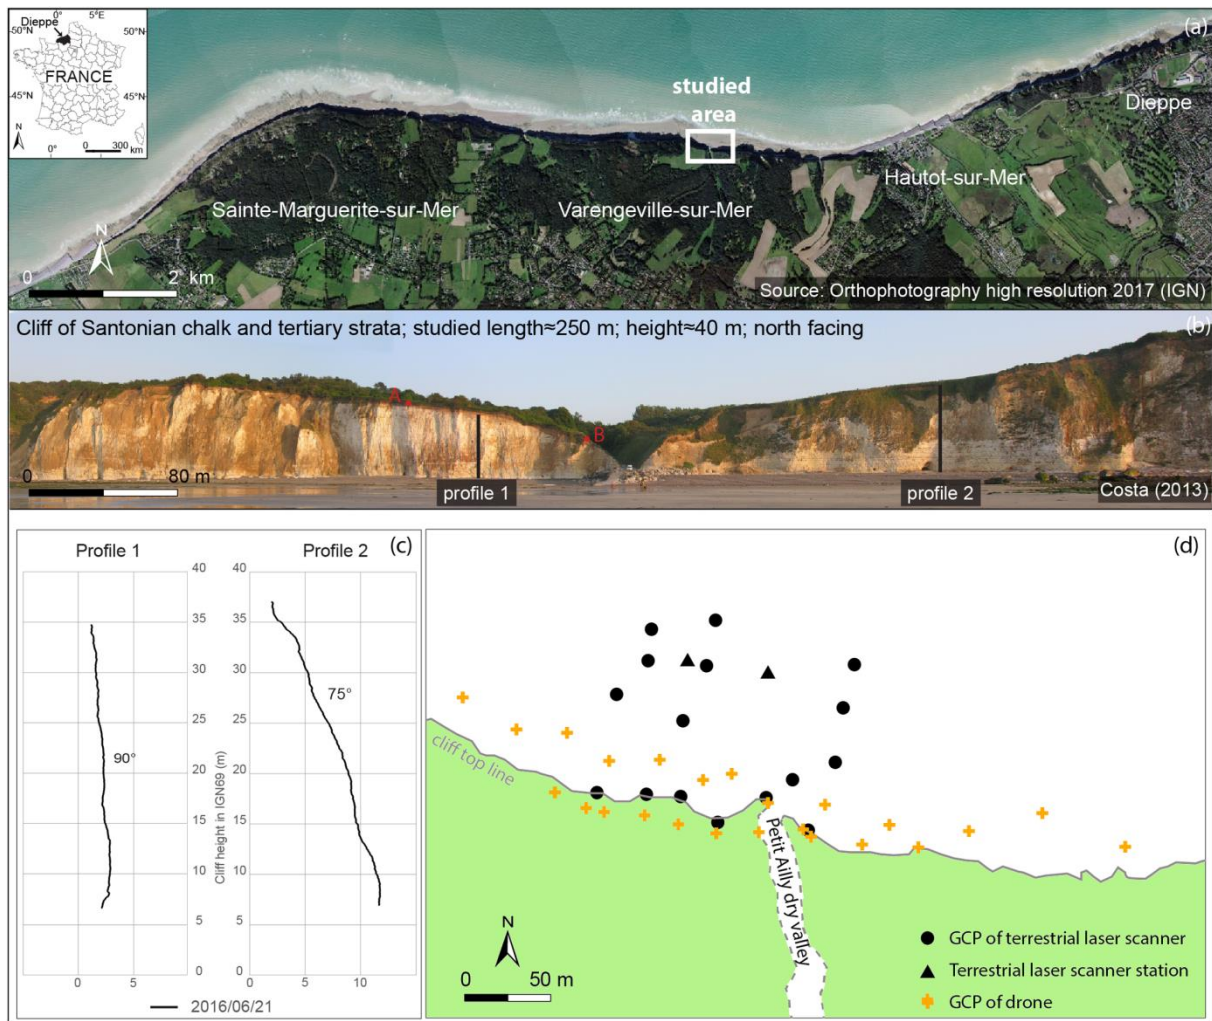 Dieppe
0°
5°E
50°N
50°N
FRANCE
45°N
45°N
N
0
300
km
0°
5°
(a)
studied
area
Dieppe
Hautot-sur-Mer
Sainte-Marguerite-sur-Mer
Varengeville-sur-Mer
N
0
2 km
Source: Orthophotography high resolution 2017 (IGN)
Cliff of Santonian chalk and tertiary strata; studied length≈250 m; height≈40 m; north facing
(b)
A
B
0
80 m
profile 1
profile 2
Costa (2013)
(c)
Profile 1
Profile 2
40
40
35
35
30
30
25
25
20
20
15
15
10
10
5
5
0
0
Cliff height in IGN69 (m)
90°
75°
5
5
10
2016/06/21
(d)
cliff top line
Petit Ailly dry valley
N
0
50 m
GCP of terrestrial laser scanner
Terrestrial laser scanner station
GCP of drone